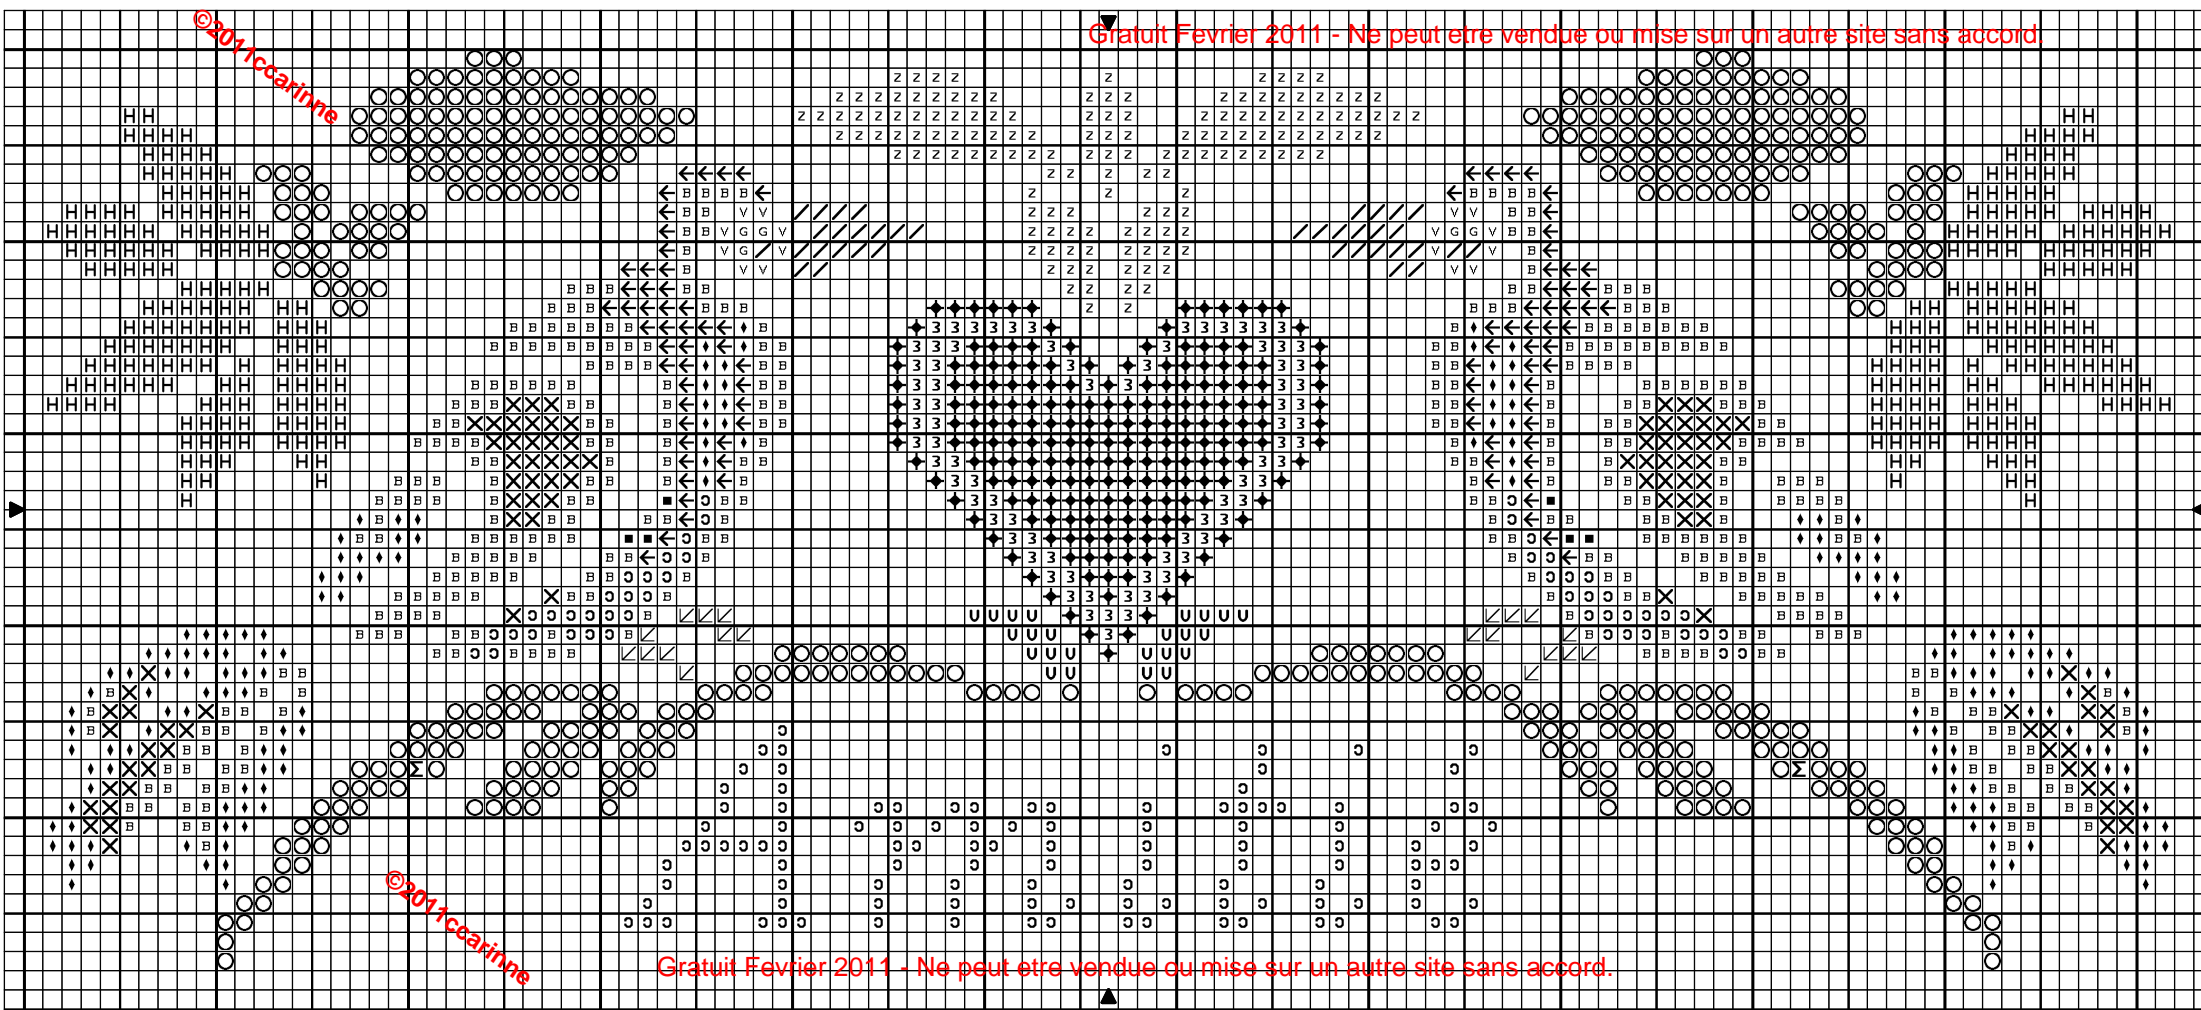 ©2011ccarinne
Gratuit Fevrier 2011 - Ne peut etre vendue ou mise sur un autre site sans accord.
©2011ccarinne
Gratuit Fevrier 2011 - Ne peut etre vendue ou mise sur un autre site sans accord.